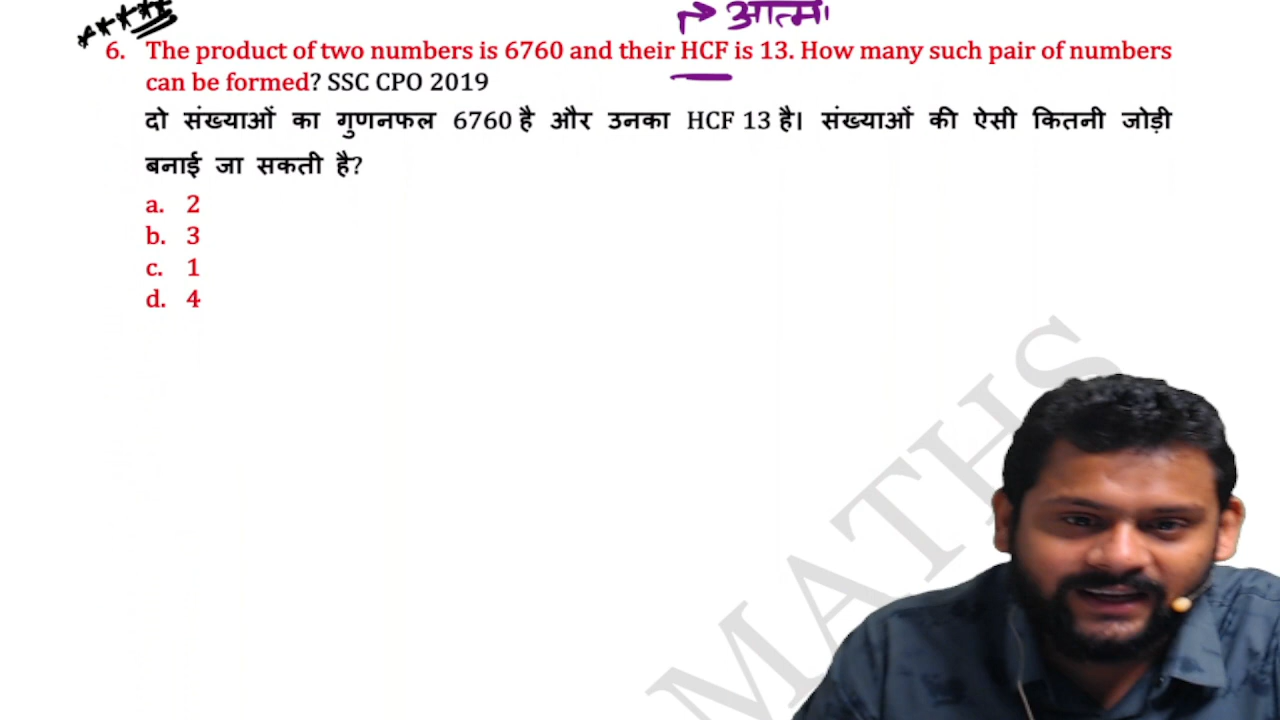 आत्मा
6. The product of two numbers is 6760 and their HCF is 13. How many such pair of numbers
can be formed? SSC CPO 2019
दो संख्याओं का गुणनफल 6760 है और उनका HCF 13 है। संख्याओं की ऐसी कितनी जोड़ी
बनाई जा सकती है?
a. 2
b. 3
c. 1
d. 4
MATHS